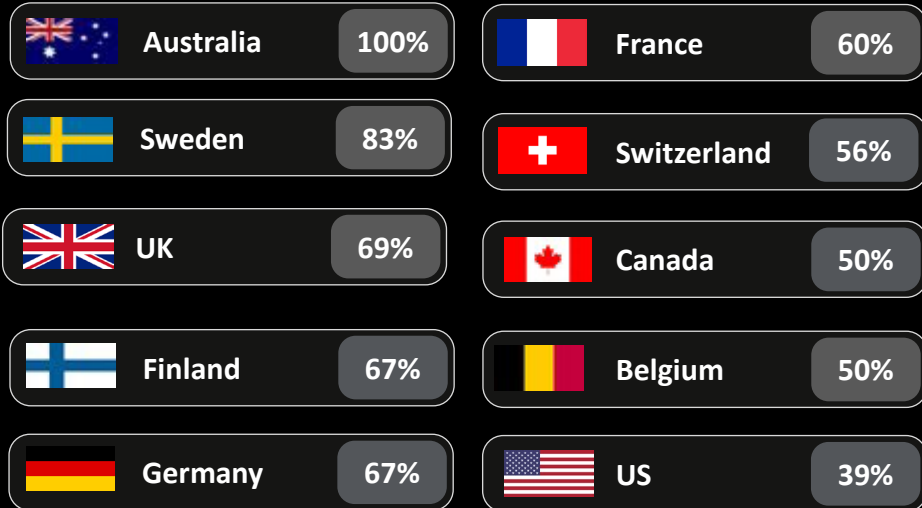 Australia 100%
Sweden 83%
UK 69%
Finland 67%
Germany 67%
France 60%
Switzerland 56%
Canada 50%
Belgium 50%
US 39%